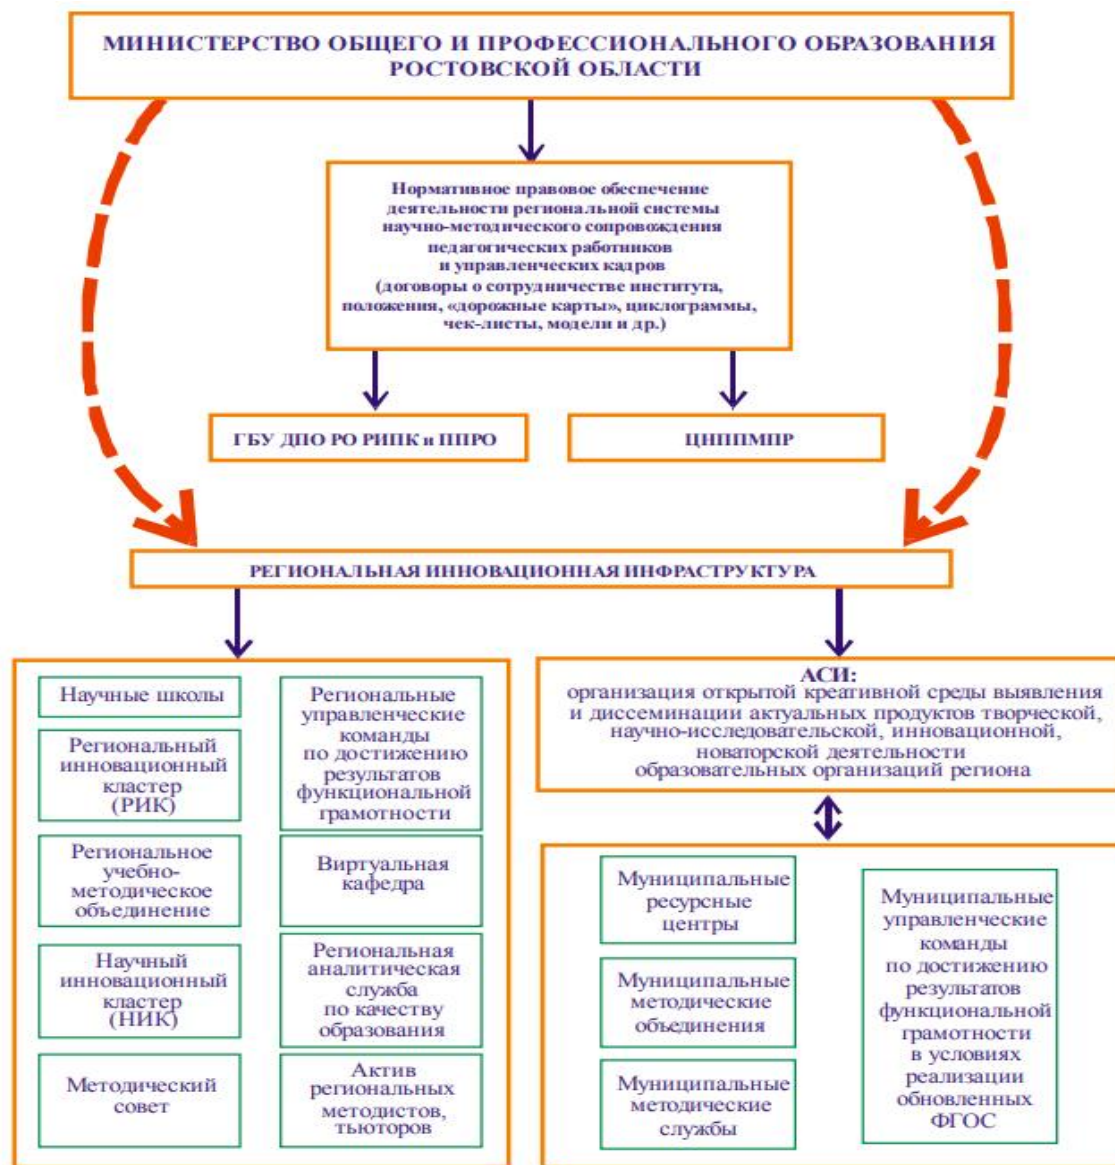 МИНИСТЕРСТВО ОБЩЕГО И ПРОФЕССИОНАЛЬНОГО ОБРАЗОВАНИЯ
РОСТОВСКОЙ ОБЛАСТИ
Нормативное правовое обеспечение
деятельности региональной системы
научно-методического сопровождения
педагогических работников
и управленческих кадров
(договоры о сотрудничестве института,
положения, «дорожные карты», циклограммы,
чек-листы, модели и др.)
ГБУ ДПО РО РИПК и ППРО
ЦНППМПР
РЕГИОНАЛЬНАЯ ИННОВАЦИОННАЯ ИНФРАСТРУКТУРА
Научные школы
Региональный
инновационный
кластер
(РИК)
Региональное
учебно-
методическое
объединение
Научный
инновационный
кластер
(НИК)
Методический
совет
Региональные
управленческие
команды
по достижению
результатов
функциональной
грамотности
Виртуальная
кафедра
Региональная
аналитическая
служба
по качеству
образования
Актив
региональных
методистов,
тьюторов
АСИ:
организация открытой креативной среды выявления
и диссеминации актуальных продуктов творческой,
научно-исследовательской, инновационной,
новаторской деятельности
образовательных организаций региона
Муниципальные
ресурсные
центры
Муниципальные
методические
объединения
Муниципальные
методические
службы
Муниципальные
управленческие
команды
по достижению
результатов
функциональной
грамотности
в условиях
реализации
обновленных
ФГОС